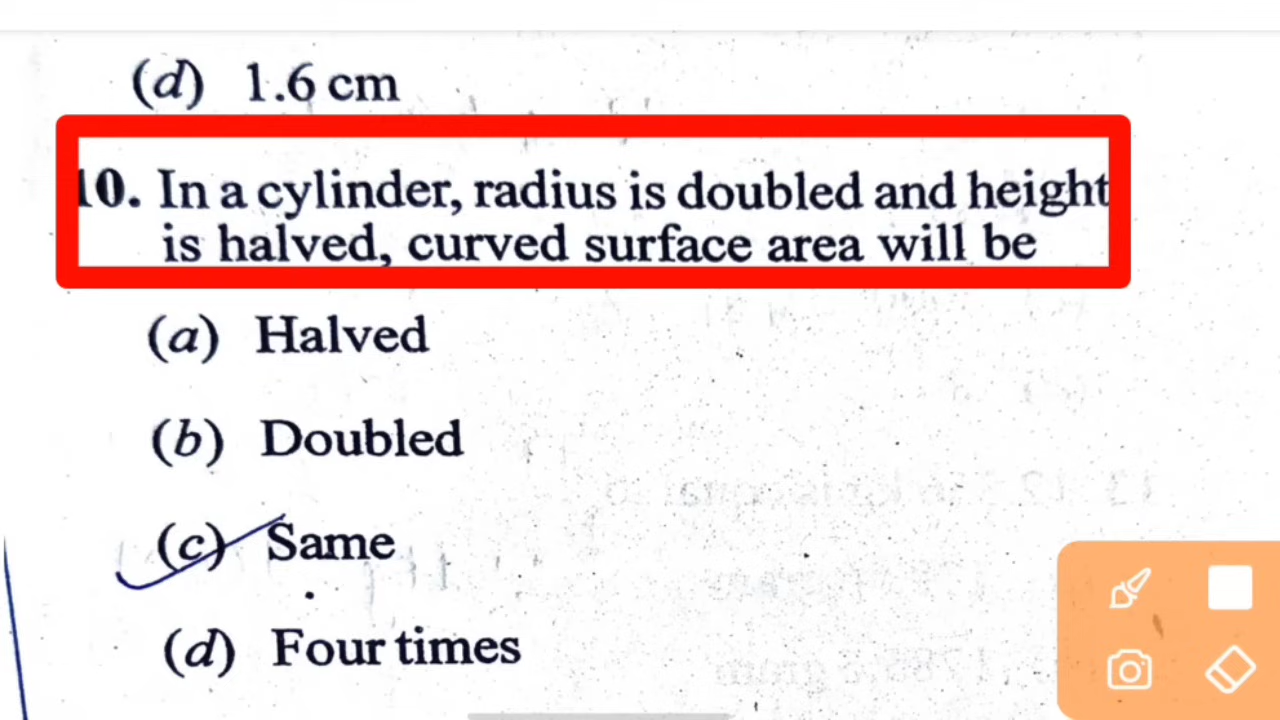 (d) 1.6 cm
10. In a cylinder, radius is doubled and height
is halved, curved surface area will be
(a) Halved
(b) Doubled
(c) Same
(d) Four times